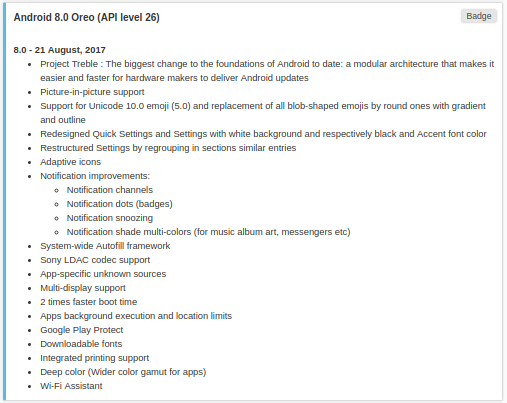 Android 8.0 Oreo (API level 26)
Badge
8.0 - 21 August, 2017
Project Treble : The biggest change to the foundations of Android to date: a modular architecture that makes it
easier and faster for hardware makers to deliver Android updates
Picture-in-picture support
Support for Unicode 10.0 emoji (5.0) and replacement of all blob-shaped emojis by round ones with gradient
and outline
Redesigned Quick Settings and Settings with white background and respectively black and Accent font color
Restructured Settings by regrouping in sections similar entries
Adaptive icons
Notification improvements:
Notification channels
Notification dots (badges)
Notification snoozing
Notification shade multi-colors (for music album art, messengers etc)
System-wide Autofill framework
Sony LDAC codec support
App-specific unknown sources
Multi-display support
2 times faster boot time
Apps background execution and location limits
Google Play Protect
Downloadable fonts
Integrated printing support
Deep color (Wider color gamut for apps)
Wi-Fi Assistant